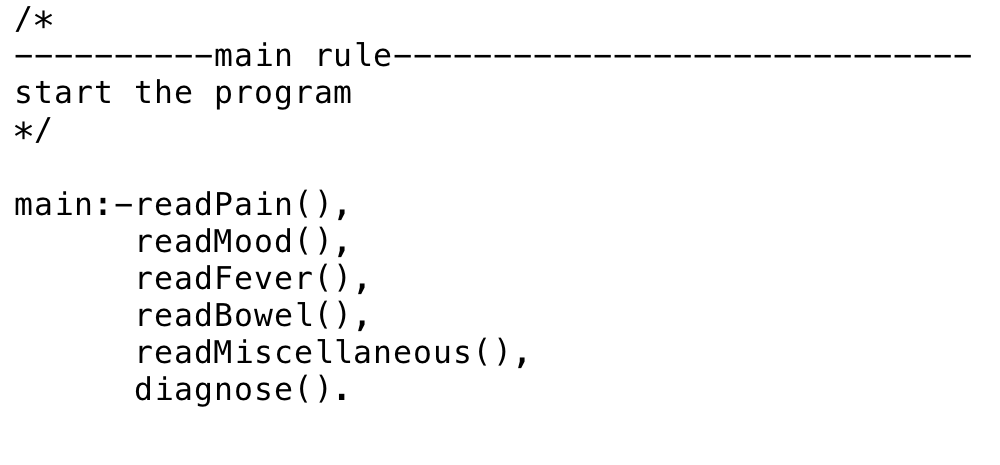 /*
----------main rule-----------------------------
start the program
*/
main:-readPain(),
readMood(),
readFever(),
readBowel(),
readMiscellaneous(),
diagnose().